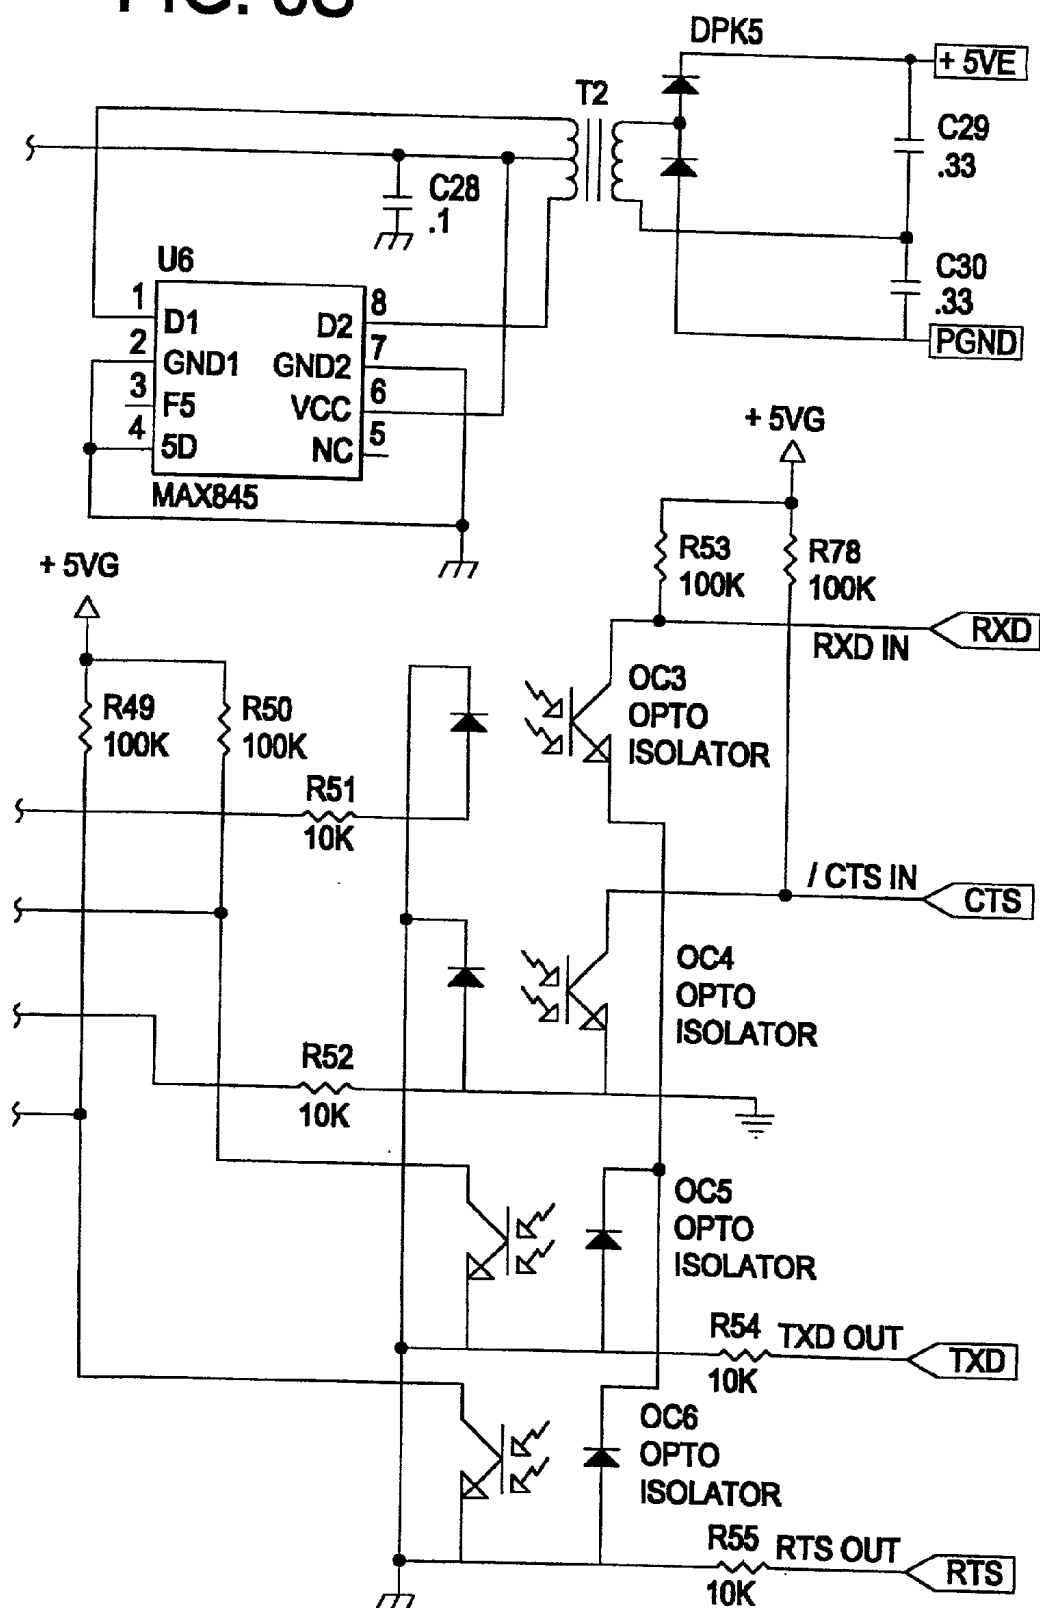 DPK5
+ 5VE
T2
C29
.33
C28
.1
U6
C30
.33
1
8
D1
D2
2
7
GND1
GND2
PGND
3
6
F5
VCC
4
5
5D
NC
+ 5VG
MAX845
+ 5VG
R53
100K
R78
100K
RXD
RXD IN
R49
100K
R50
100K
OC3
OPTO
ISOLATOR
R51
10K
/ CTS IN
CTS
OC4
OPTO
ISOLATOR
R52
10K
OC5
OPTO
ISOLATOR
R54
TXD OUT
TXD
10K
OC6
OPTO
ISOLATOR
R55
RTS OUT
RTS
10K